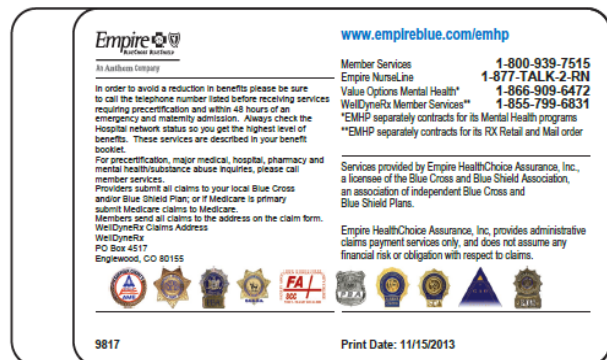 Empire
BLUECROSS BLUESHIELD
An Anthem Company
In order to avoid a reduction in benefits please be sure
to call the telephone number listed before receiving services
requiring precertification and within 48 hours of an
emergency and maternity admission. Always check the
Hospital network status so you get the highest level of
benefits. These services are described in your benefit
booklet.
For precertification, major medical, hospital, pharmacy and
mental health/substance abuse inquiries, please call
member services.
Providers submit all claims to your local Blue Cross
and/or Blue Shield Plan; or if Medicare is primary
submit Medicare claims to Medicare.
Members send all claims to the address on the claim form.
WellDyneRx Claims Address
WellDyneRx
PO Box 4517
Englewood, CO 80155
www.empireblue.com/emhp
Member Services 1-800-939-7515
Empire NurseLine 1-877-TALK-2-RN
Value Options Mental Health* 1-866-909-6472
WellDyneRx Member Services** 1-855-799-6831
*EMHP separately contracts for its Mental Health programs
**EMHP separately contracts for its RX Retail and Mail order
Services provided by Empire HealthChoice Assurance, Inc.,
a licensee of the Blue Cross and Blue Shield Association,
an association of independent Blue Cross and
Blue Shield Plans.
Empire HealthChoice Assurance, Inc, provides administrative
claims payment services only, and does not assume any
financial risk or obligation with respect to claims.
AME
FA
SCC
PBA
9817
Print Date: 11/15/2013